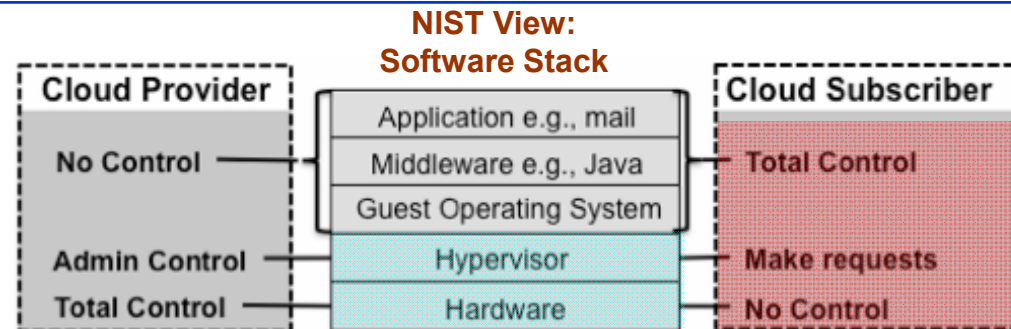 NIST View:
Software Stack
Cloud Provider
Cloud Subscriber
Application e.g., mail
No Control
Middleware e.g., Java
Total Control
Guest Operating System
Admin Control
Hypervisor
Make requests
Total Control
Hardware
No Control